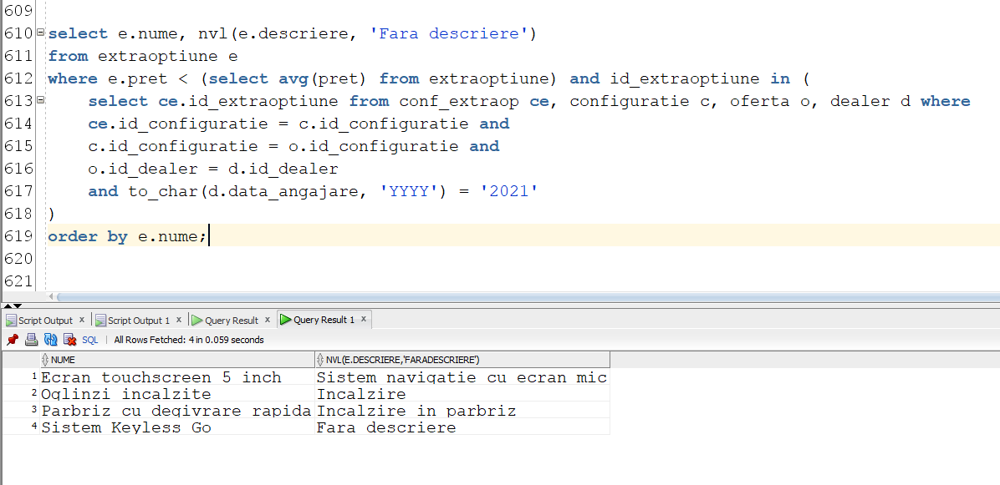 609
610 select e.nume, nvl(e.descriere, 'Fara descriere')
611 from extraoptiune e
612 where e.pret < (select avg(pret) from extraoptiune) and id_extraoptiune in (
613 select ce.id_extraoptiune from conf_extraop ce, configuratie c, oferta o, dealer d where
614 ce.id_configuratie = c.id_configuratie and
615 c.id_configuratie = o.id_configuratie and
616 o.id_dealer = d.id_dealer
617 and to_char(d.data_angajare, 'YYYY') = '2021'
618 )
619 order by e.nume;
620
621
Script Output x Script Output 1 x Query Result x Query Result 1 x
SQL | All Rows Fetched: 4 in 0.059 seconds
NUME NVL(E.DESCRIERE,'FARADESCRIERE')
1 Ecran touchscreen 5 inch Sistem navigatie cu ecran mic
2 Oglinzi incalzite Incalzire
3 Parbriz cu degivrare rapida Incalzire in parbriz
4 Sistem Keyless Go Fara descriere